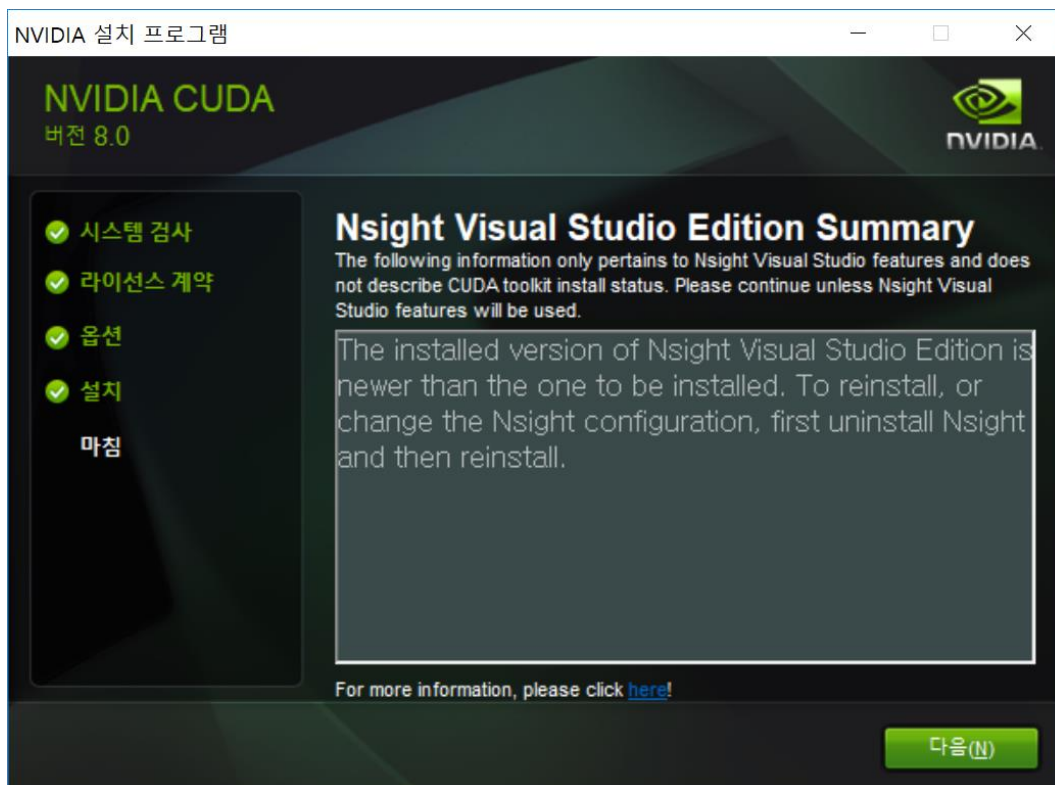 NVIDIA 설치 프로그램
NVIDIA CUDA
버전 8.0
NVIDIA.
시스템 검사
라이선스 계약
옵션
설치
마침
Nsight Visual Studio Edition Summary
The following information only pertains to Nsight Visual Studio features and does
not describe CUDA toolkit install status. Please continue unless Nsight Visual
Studio features will be used.
The installed version of Nsight Visual Studio Edition is
newer than the one to be installed. To reinstall, or
change the Nsight configuration, first uninstall Nsight
and then reinstall.
For more information, please click here!
다음(N)